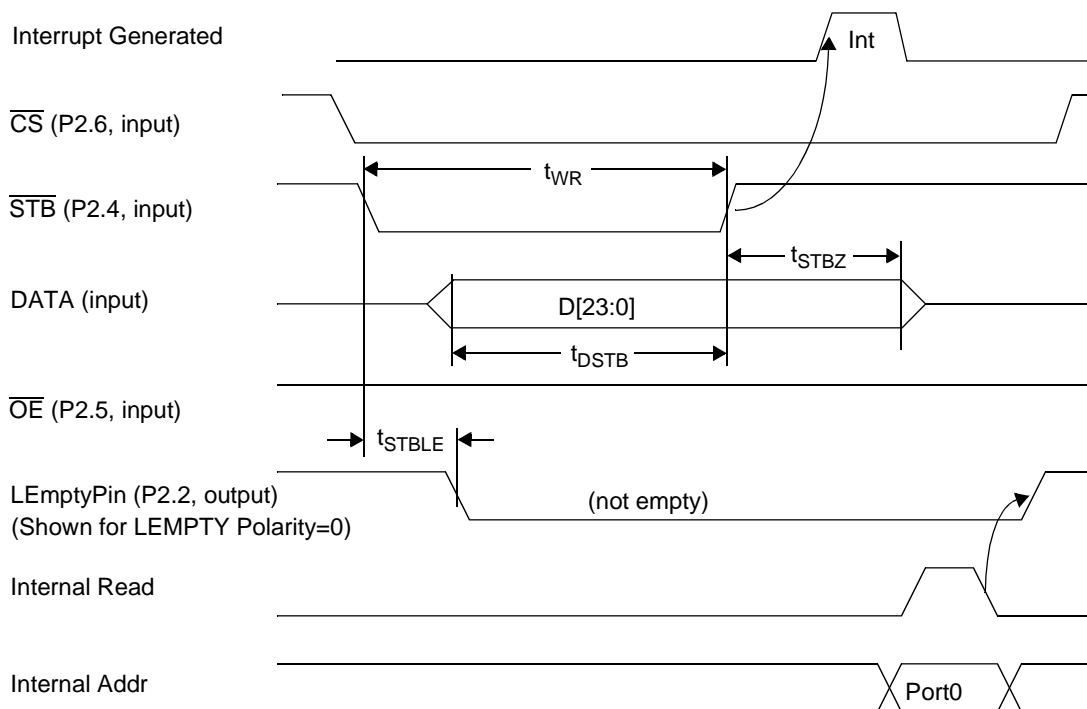 Interrupt Generated
Int
CS (P2.6, input)
tWR
STB (P2.4, input)
tSTBZ
DATA (input)
D[23:0]
tDSTB
OE (P2.5, input)
tSTBLE
LEmptyPin (P2.2, output)
(not empty)
(Shown for LEMPTY Polarity=0)
Internal Read
Internal Addr
Port0